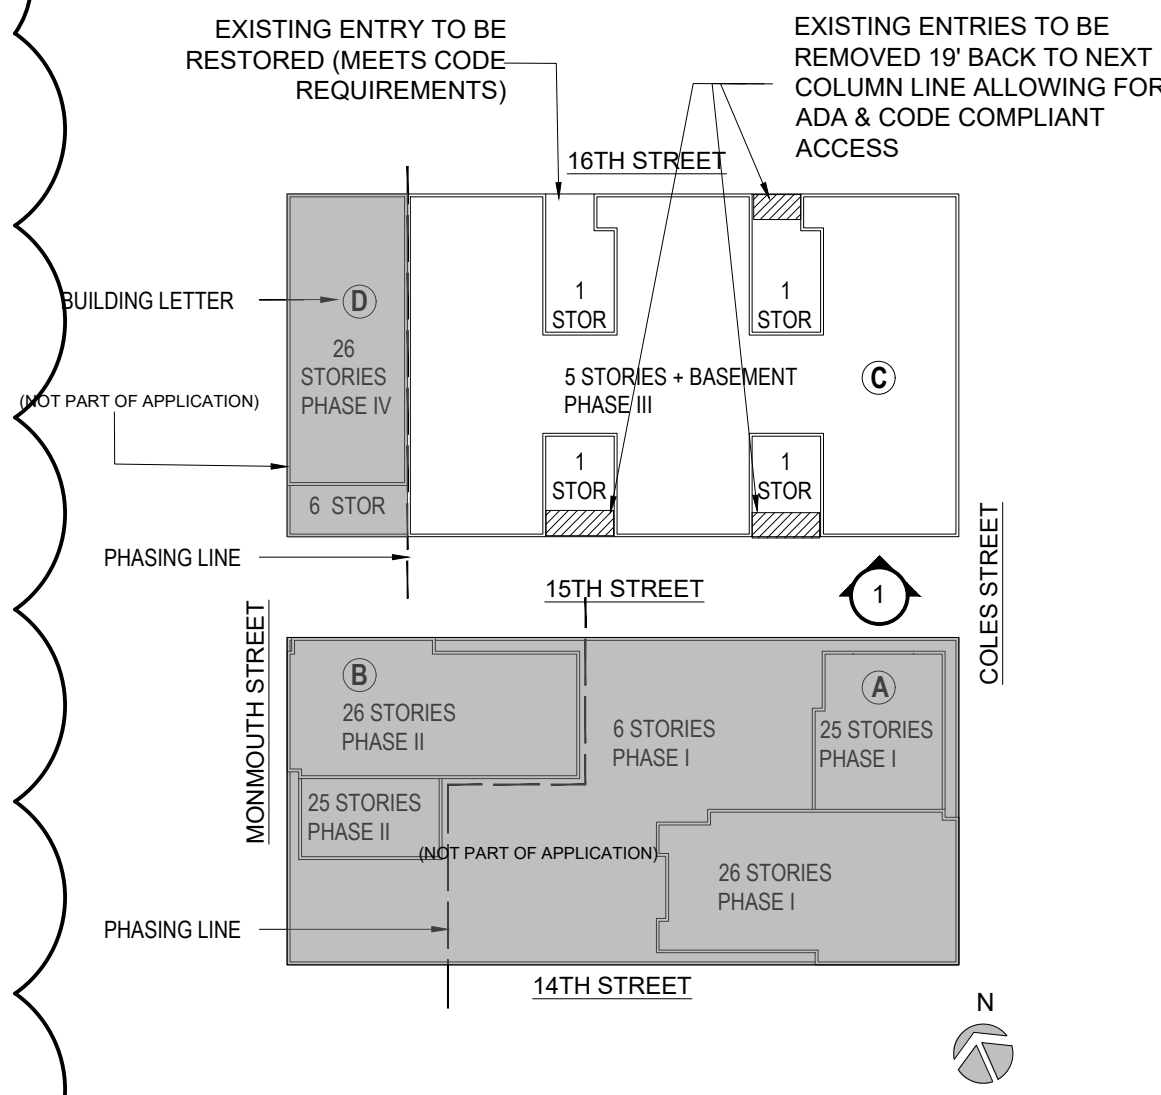 EXISTING ENTRY TO BE
RESTORED (MEETS CODE
REQUIREMENTS)
EXISTING ENTRIES TO BE
REMOVED 19' BACK TO NEXT
COLUMN LINE ALLOWING FOR
ADA & CODE COMPLIANT
ACCESS
16TH STREET
BUILDING LETTER
D
26
STORIES
PHASE IV
(NOT PART OF APPLICATION)
6 STOR
1
STOR
1
STOR
5 STORIES + BASEMENT
PHASE III
C
1
STOR
1
STOR
PHASING LINE
15TH STREET
1
COLES STREET
MONMOUTH STREET
B
26 STORIES
PHASE II
6 STORIES
PHASE I
A
25 STORIES
PHASE I
25 STORIES
PHASE II
(NOT PART OF APPLICATION)
26 STORIES
PHASE I
PHASING LINE
14TH STREET
N